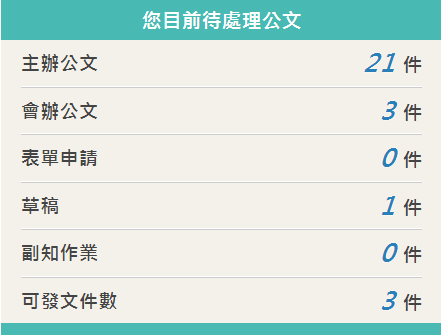 您目前待處理公文
主辦公文 21 件
會辦公文 3 件
表單申請 0 件
草稿 1 件
副知作業 0 件
可發文件數 3 件